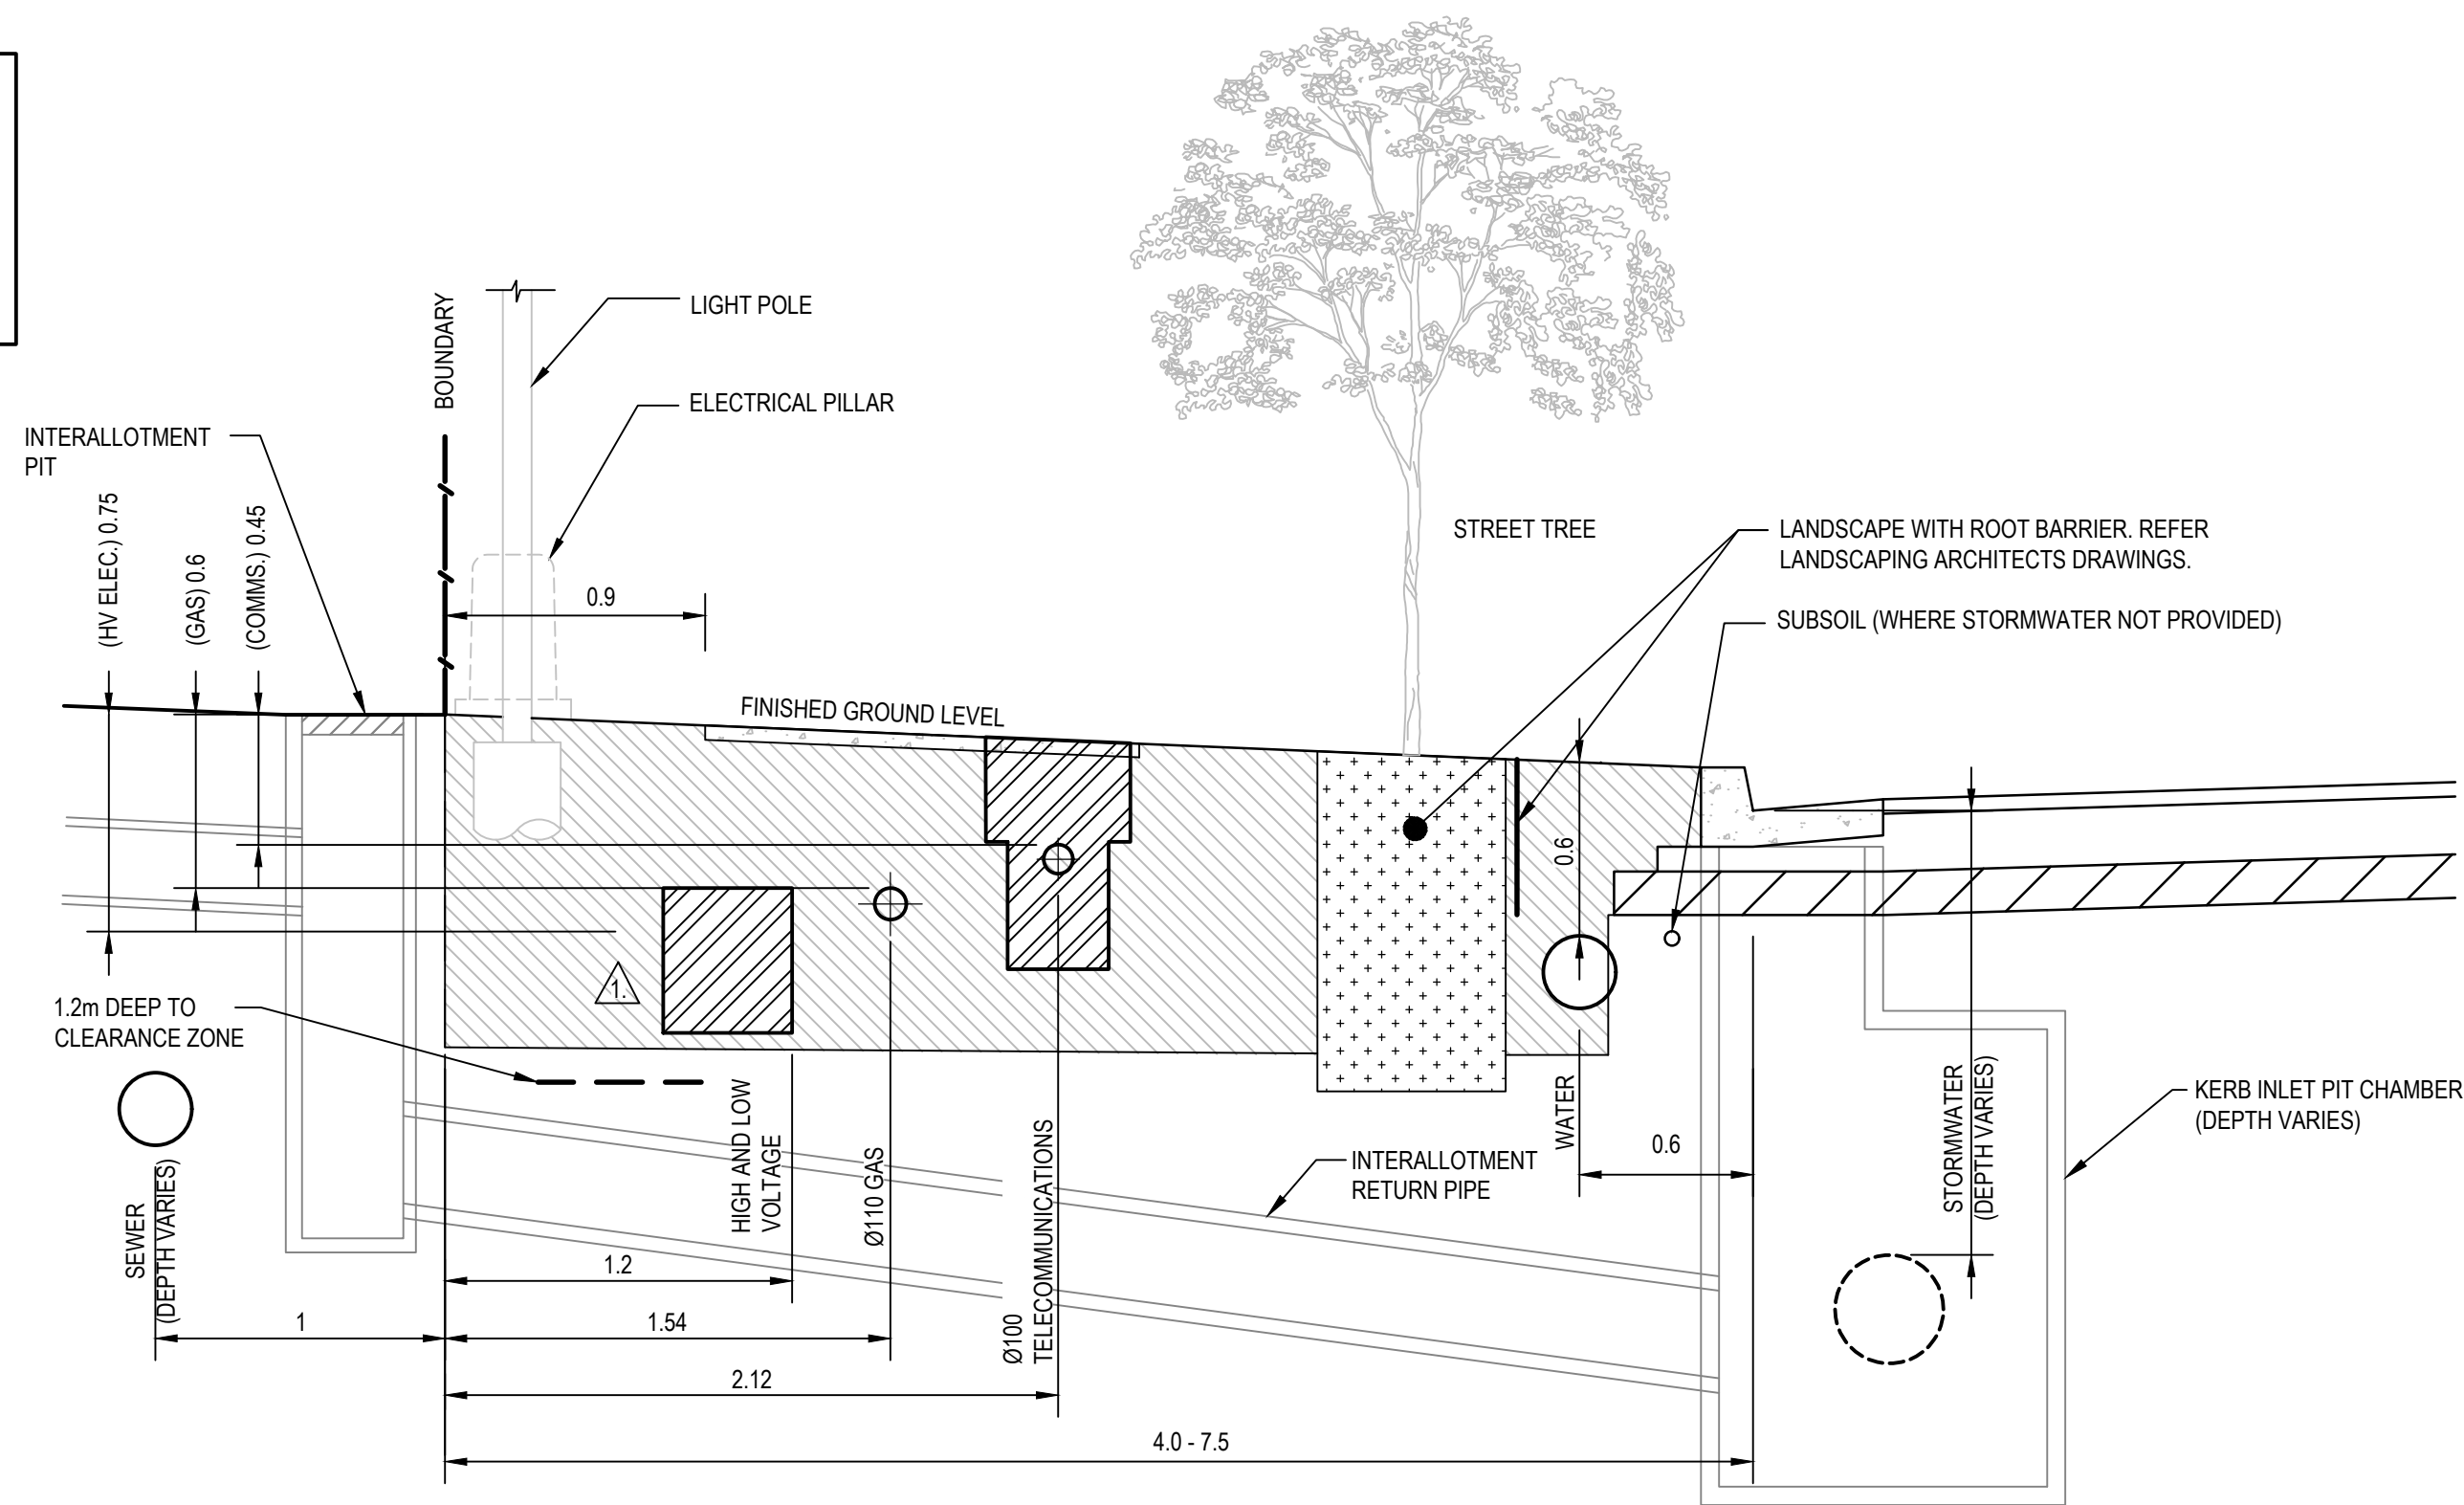 BOUNDARY
LIGHT POLE
ELECTRICAL PILLAR
INTERALLOTMENT
PIT
(HV ELEC.) 0.75
(GAS) 0.6
(COMMS.) 0.45
0.9
STREET TREE
LANDSCAPE WITH ROOT BARRIER. REFER
LANDSCAPING ARCHITECTS DRAWINGS.
SUBSOIL (WHERE STORMWATER NOT PROVIDED)
FINISHED GROUND LEVEL
0.6
1.
1.2m DEEP TO
CLEARANCE ZONE
SEWER
(DEPTH VARIES)
HIGH AND LOW
VOLTAGE
Ø110 GAS
Ø100
TELECOMMUNICATIONS
WATER
0.6
STORMWATER
(DEPTH VARIES)
KERB INLET PIT CHAMBER
(DEPTH VARIES)
INTERALLOTMENT
RETURN PIPE
1.2
1
1.54
2.12
4.0 - 7.5